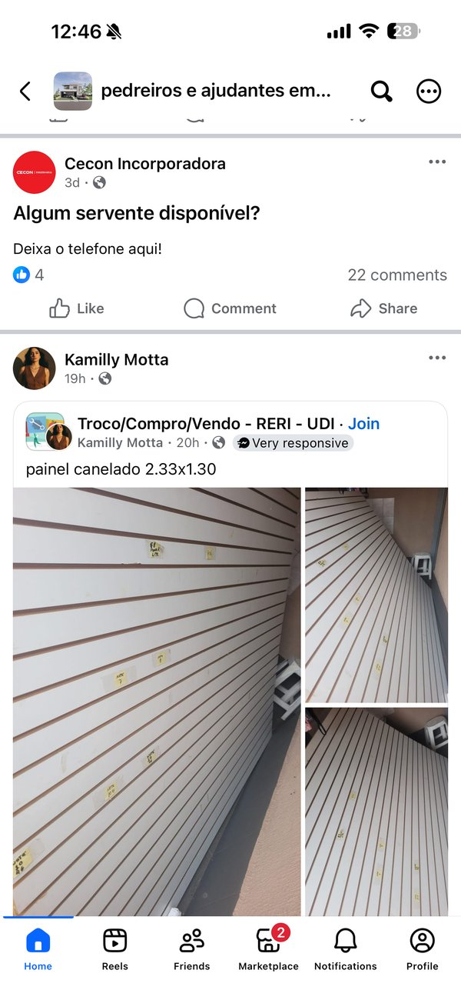 12:46
28
pedreiros e ajudantes em...
CECON
Cecon Incorporadora
3d ·
Algum servente disponível?
Deixa o telefone aqui!
4
22 comments
Like
Comment
Share
Kamilly Motta
19h ·
Troco/Compro/Vendo - RERI - UDI · Join
Kamilly Motta · 20h · Very responsive
painel canelado 2.33x1.30
2
Home
Reels
Friends
Marketplace
Notifications
Profile